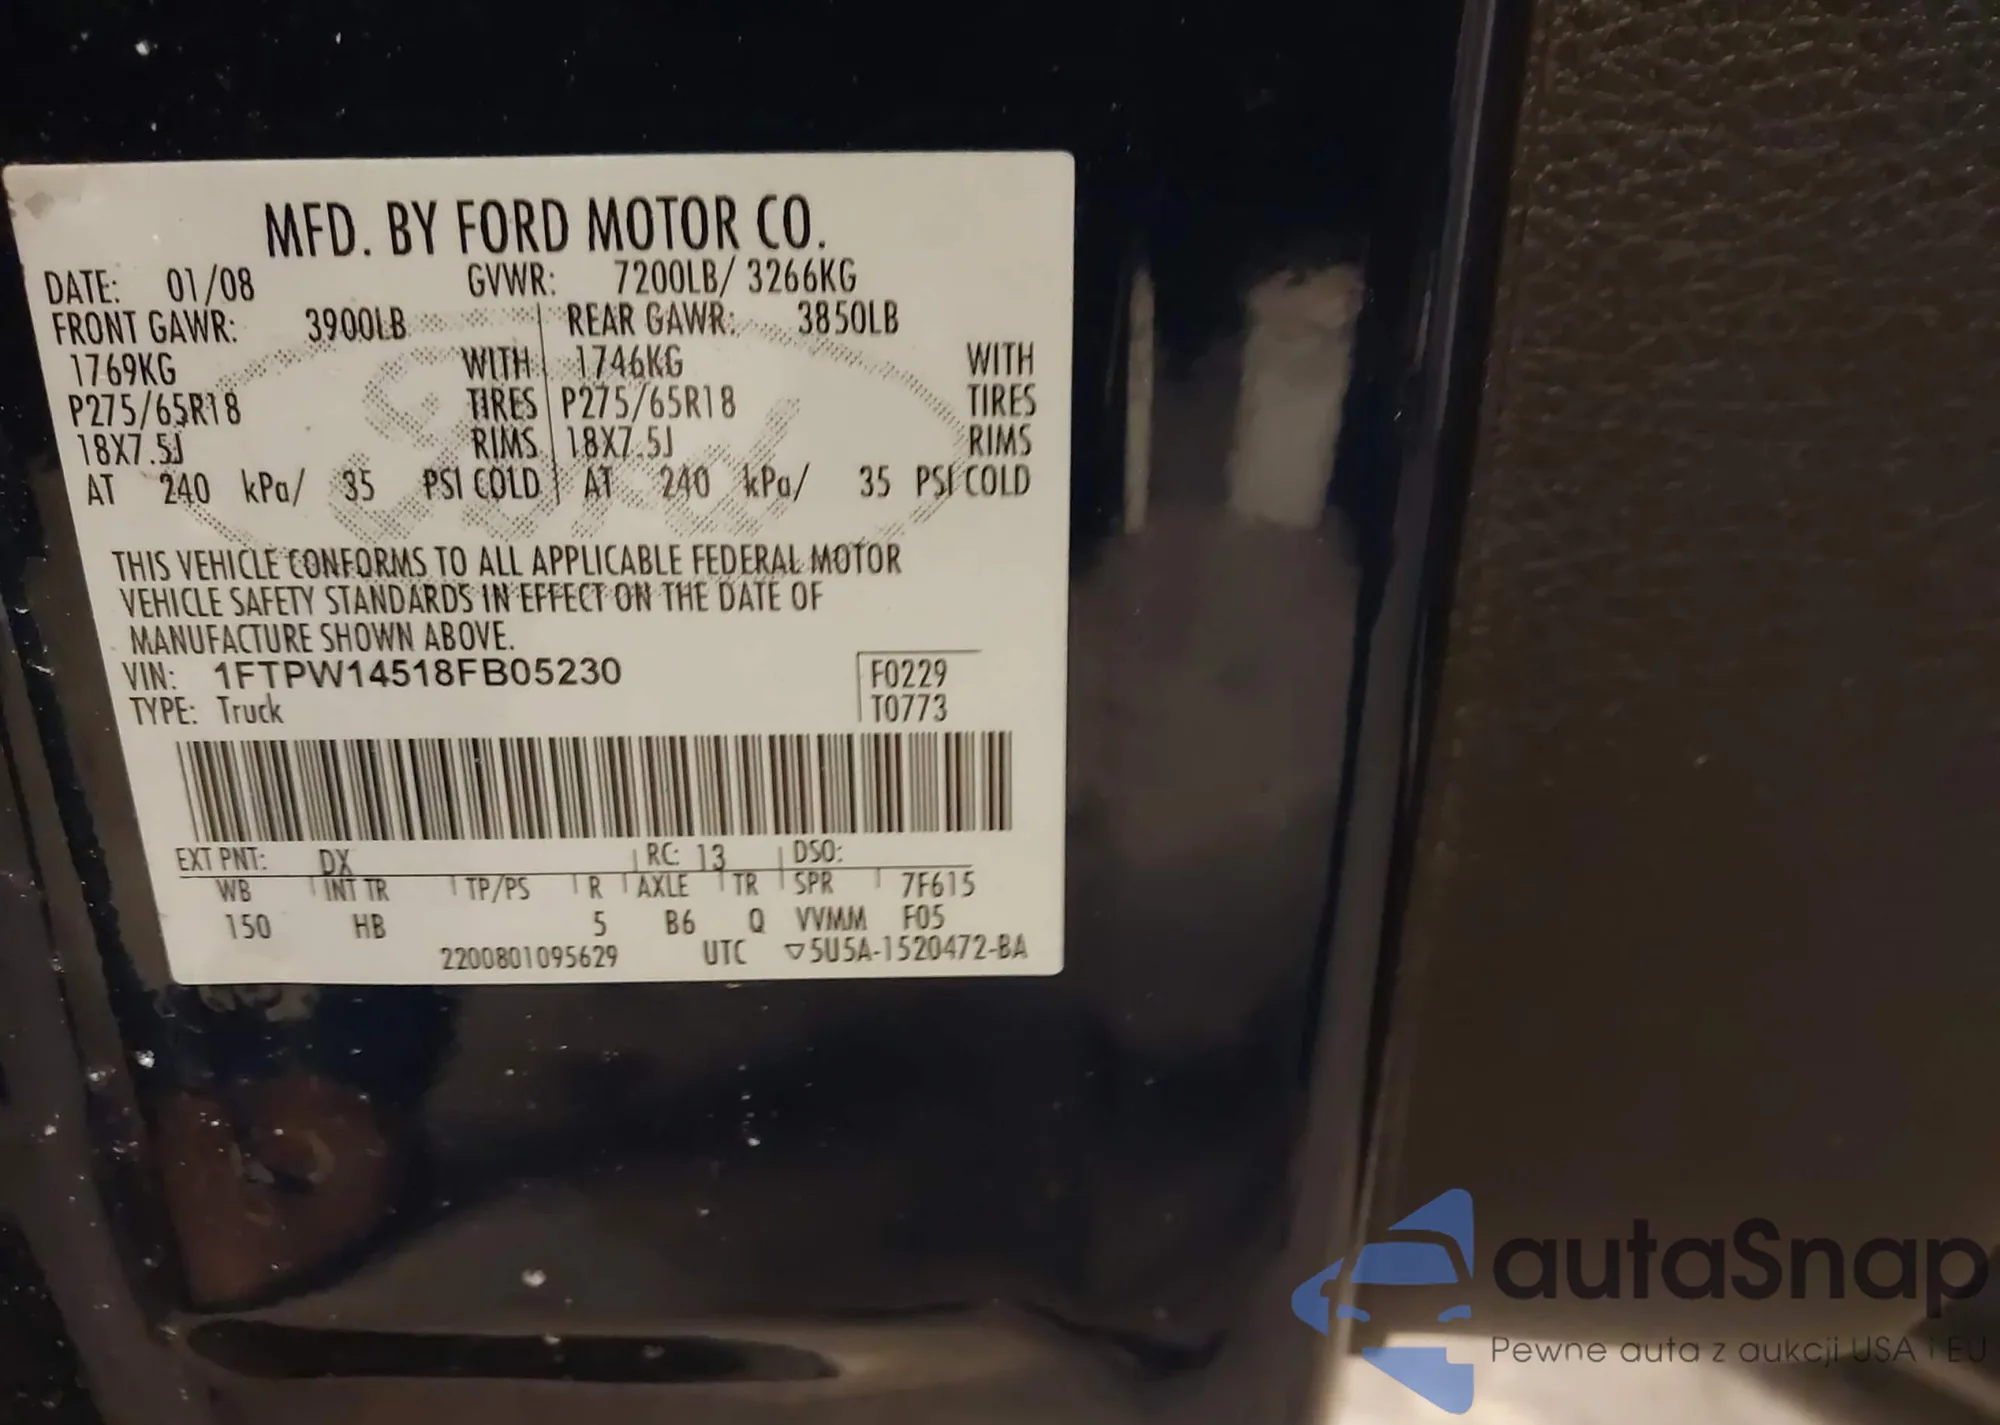 MFD. BY FORD MOTOR CO.
DATE: 01/08 GVWR: 7200LB/ 3266KG
FRONT GAWR: 3900LB REAR GAWR: 3850LB
1769KG WITH 1746KG WITH
P275/65R18 TIRES P275/65R18 TIRES
18X7.5J RIMS 18X7.5J RIMS
AT 240 kPa/ 35 PSI COLD AT 240 kPa/ 35 PSI COLD
Ford
THIS VEHICLE CONFORMS TO ALL APPLICABLE FEDERAL MOTOR
VEHICLE SAFETY STANDARDS IN EFFECT ON THE DATE OF
MANUFACTURE SHOWN ABOVE.
VIN: 1FTPW14518FB05230 F0229
TYPE: Truck T0773
EXT PNT: DX RC: 13 DSO:
WB INT TR TP/PS R AXLE TR SPR 7F615
150 HB 5 B6 Q VVMM F05
2200801095629 UTC ▽5U5A-1520472-BA
autaSnap
Pewne auta z aukcji USA i EU